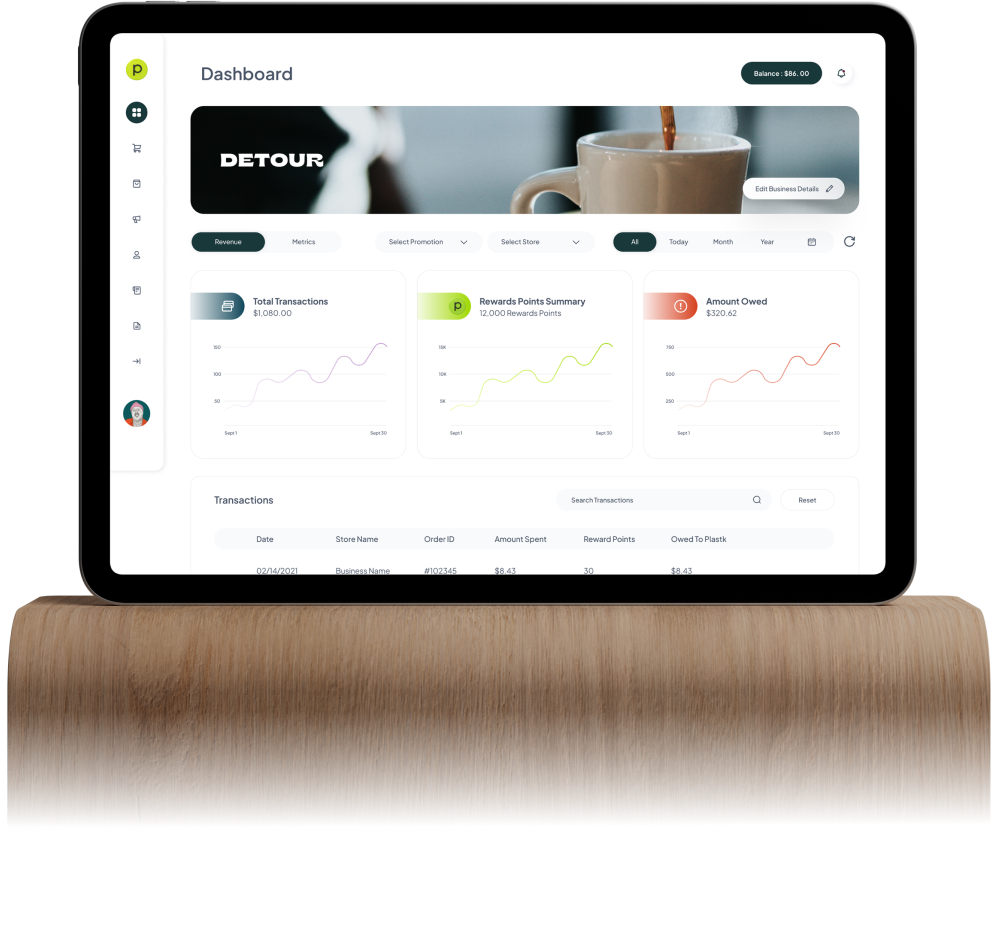 p
Dashboard
Balance : $86. 00
DETOUR
Edit Business Details
Revenue
Metrics
Select Promotion
Select Store
All
Today
Month
Year
Total Transactions
$1,080.00
150
100
50
Sept 1
Sept 30
p
Rewards Points Summary
12,000 Rewards Points
15K
10K
5K
Sept 1
Sept 30
Amount Owed
$320.62
750
500
250
Sept 1
Sept 30
Transactions
Search Transactions
Reset
Date Store Name Order ID Amount Spent Reward Points Owed To Plastk
02/14/2021 Business Name #102345 $8.43 30 $8.43